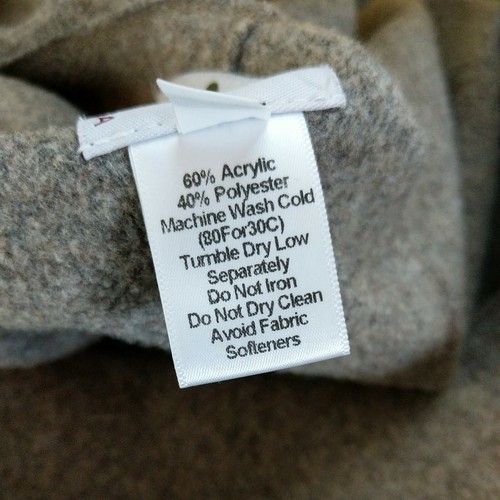 60% Acrylic
40% Polyester
Machine Wash Cold
(80For30C)
Tumble Dry Low
Separately
Do Not Iron
Do Not Dry Clean
Avoid Fabric
Softeners